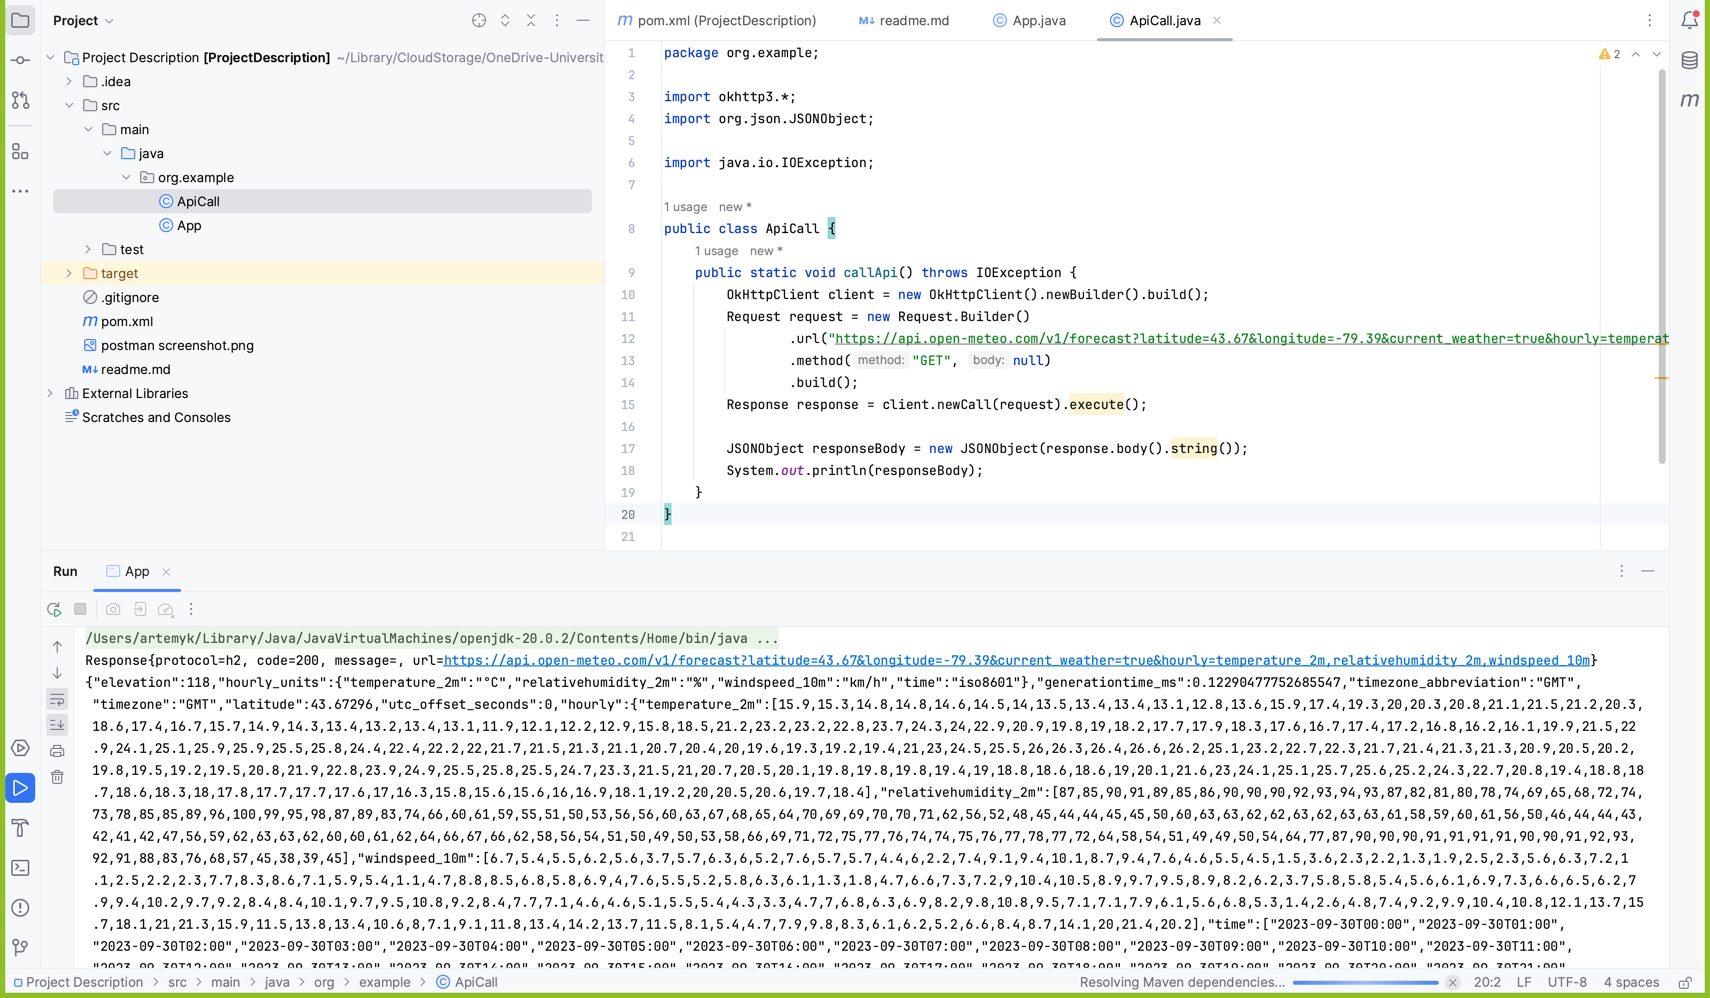 Project
Project Description [ProjectDescription] ~/Library/CloudStorage/OneDrive-Universit
.idea
src
main
java
org.example
ApiCall
App
test
target
.gitignore
pom.xml
postman screenshot.png
readme.md
External Libraries
Scratches and Consoles
pom.xml (ProjectDescription) readme.md App.java ApiCall.java
2
1 package org.example;
2
3 import okhttp3.*;
4 import org.json.JSONObject;
5
6 import java.io.IOException;
7
1 usage new *
8 public class ApiCall {
1 usage new *
9 public static void callApi() throws IOException {
10 OkHttpClient client = new OkHttpClient().newBuilder().build();
11 Request request = new Request.Builder()
12 .url("https://api.open-meteo.com/v1/forecast?latitude=43.67&longitude=-79.39&current_weather=true&hourly=temperat
13 .method( method: "GET", body: null)
14 .build();
15 Response response = client.newCall(request).execute();
16
17 JSONObject responseBody = new JSONObject(response.body().string());
18 System.out.println(responseBody);
19 }
20 }
21
Run App
/Users/artemyk/Library/Java/JavaVirtualMachines/openjdk-20.0.2/Contents/Home/bin/java ...
Response{protocol=h2, code=200, message=, url=https://api.open-meteo.com/v1/forecast?latitude=43.67&longitude=-79.39&current_weather=true&hourly=temperature_2m,relativehumidity_2m,windspeed_10m}
{"elevation":118,"hourly_units":{"temperature_2m":"°C","relativehumidity_2m":"%","windspeed_10m":"km/h","time":"iso8601"},"generationtime_ms":0.12290477752685547,"timezone_abbreviation":"GMT",
"timezone":"GMT","latitude":43.67296,"utc_offset_seconds":0,"hourly":{"temperature_2m":[15.9,15.3,14.8,14.8,14.6,14.5,14,13.5,13.4,13.4,13.1,12.8,13.6,15.9,17.4,19.3,20,20.3,20.8,21.1,21.5,21.2,20.3,
18.6,17.4,16.7,15.7,14.9,14.3,13.4,13.2,13.4,13.1,11.9,12.1,12.2,12.9,15.8,18.5,21.2,23.2,23.2,22.8,23.7,24.3,24,22.9,20.9,19.8,19,18.2,17.7,17.9,18.3,17.6,16.7,17.4,17.2,16.8,16.2,16.1,19.9,21.5,22
.9,24.1,25.1,25.9,25.9,25.5,25.8,24.4,22.4,22.2,22,21.7,21.5,21.3,21.1,20.7,20.4,20,19.6,19.3,19.2,19.4,21,23,24.5,25.5,26,26.3,26.4,26.6,26.2,25.1,23.2,22.7,22.3,21.7,21.4,21.3,21.3,20.9,20.5,20.2,
19.8,19.5,19.2,19.5,20.8,21.9,22.8,23.9,24.9,25.5,25.8,25.5,24.7,23.3,21.5,21,20.7,20.5,20.1,19.8,19.8,19.8,19.4,19,18.8,18.6,18.6,19,20.1,21.6,23,24.1,25.1,25.7,25.6,25.2,24.3,22.7,20.8,19.4,18.8,18
.7,18.6,18.3,18,17.8,17.7,17.7,17.6,17,16.3,15.8,15.6,15.6,16,16.9,18.1,19.2,20,20.5,20.6,19.7,18.4],"relativehumidity_2m":[87,85,90,91,89,85,86,90,90,90,92,93,94,93,87,82,81,80,78,74,69,65,68,72,74,
73,78,85,85,89,96,100,99,95,98,87,89,83,74,66,60,61,59,55,51,50,53,56,56,60,63,67,68,65,64,70,69,69,70,70,71,62,56,52,48,45,44,44,45,45,50,60,63,63,62,62,63,62,63,63,61,58,59,60,61,56,50,46,44,44,43,
42,41,42,47,56,59,62,63,63,62,60,60,61,62,64,66,67,66,62,58,56,54,51,50,49,50,53,58,66,69,71,72,75,77,76,74,74,75,76,77,78,77,72,64,58,54,51,49,49,50,54,64,77,87,90,90,90,91,91,91,91,90,90,91,92,93,
92,91,88,83,76,68,57,45,38,39,45],"windspeed_10m":[6.7,5.4,5.5,6.2,5.6,3.7,5.7,6.3,6.5,2,7.6,5.7,5.7,4.4,6,2.2,7.4,9.1,9.4,10.1,8.7,9.4,7.6,4.6,5.5,4.5,1.5,3.6,2.3,2.2,1.3,1.9,2.5,2.3,5.6,6.3,7.2,1
.1,2.5,2.2,2.3,7.7,8.3,8.6,7.1,5.9,5.4,1.1,4.7,8.8,8.5,6.8,5.8,6.9,4,7.6,5.5,5.2,5.8,6.3,6.1,1.3,1.8,4.7,6.6,7.3,7.2,9,10.4,10.5,8.9,9.7,9.5,8.9,8.2,6.2,3.7,5.8,5.8,5.4,5.6,6.1,6.9,7.3,6.6,6.5,6.2,7
.9,9.4,10.2,9.7,9.2,8.4,8.4,10.1,9.7,9.5,10.8,9.2,8.4,7.7,7.1,4.6,4.6,5.1,5.5,5.4,4.3,3.3,4.7,7,6.8,6.3,6.9,8.2,9.8,10.8,9.5,7.1,7.1,7.9,6.1,5.6,6.8,5.3,1.4,2.6,4.8,7.4,9.2,9.9,10.4,10.8,12.1,13.7,15
.7,18.1,21,21.3,15.9,11.5,13.8,13.4,10.6,8,7.1,9.1,11.8,13.4,14.2,13.7,11.5,8.1,5.4,4.7,7.9,9.8,8.3,6.1,6.2,5.2,6.6,8.4,8.7,14.1,20,21.4,20.2],"time":["2023-09-30T00:00","2023-09-30T01:00",
"2023-09-30T02:00","2023-09-30T03:00","2023-09-30T04:00","2023-09-30T05:00","2023-09-30T06:00","2023-09-30T07:00","2023-09-30T08:00","2023-09-30T09:00","2023-09-30T10:00","2023-09-30T11:00",
"2023-09-30T12:00","2023-09-30T13:00","2023-09-30T14:00","2023-09-30T15:00","2023-09-30T16:00","2023-09-30T17:00","2023-09-30T18:00","2023-09-30T19:00","2023-09-30T20:00","2023-09-30T21:00",
Project Description > src > main > java > org > example > ApiCall Resolving Maven dependencies... 20:2 LF UTF-8 4 spaces